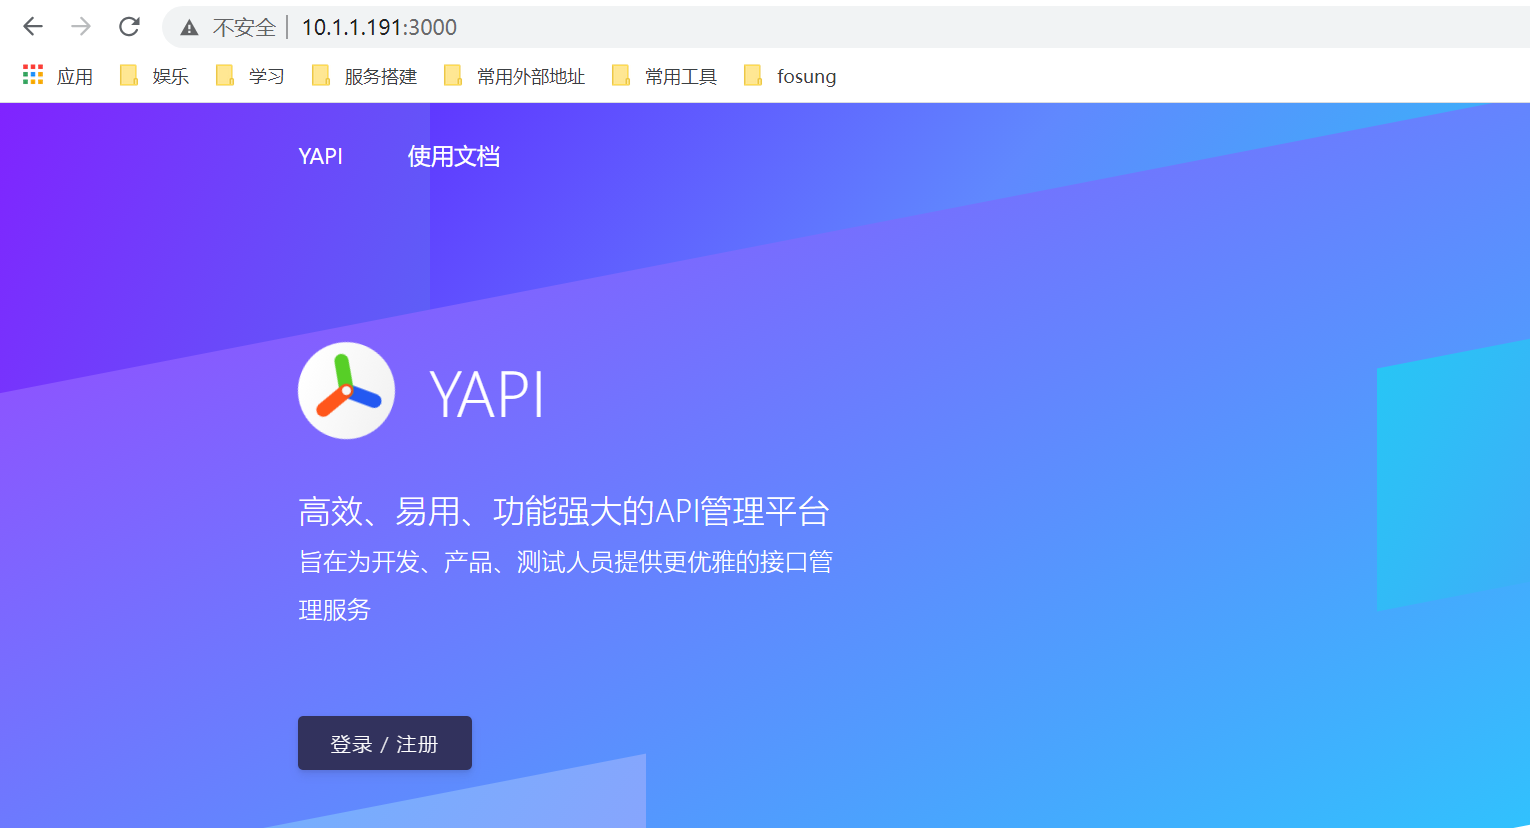 不安全 | 10.1.1.191:3000
应用 娱乐 学习 服务搭建 常用外部地址 常用工具 fosung
YAPI 使用文档
YAPI
高效、易用、功能强大的API管理平台
旨在为开发、产品、测试人员提供更优雅的接口管
理服务
登录 / 注册